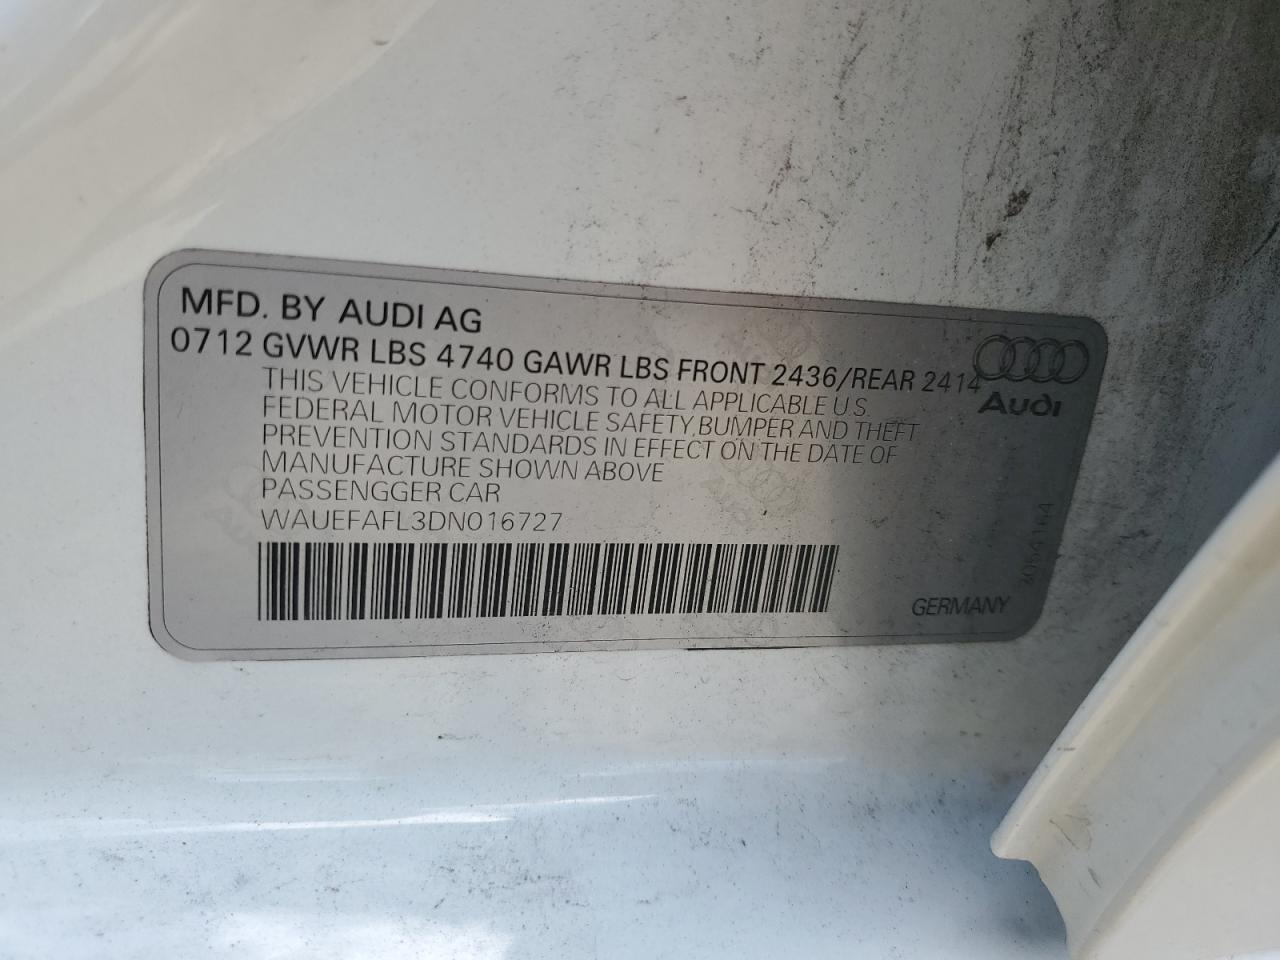 MFD. BY AUDI AG
0712 GVWR LBS 4740 GAWR LBS FRONT 2436/REAR 2414
THIS VEHICLE CONFORMS TO ALL APPLICABLE U.S.
FEDERAL MOTOR VEHICLE SAFETY, BUMPER AND THEFT
PREVENTION STANDARDS IN EFFECT ON THE DATE OF
MANUFACTURE SHOWN ABOVE
PASSENGGER CAR
WAUEFAFL3DN016727
Audi
GERMANY